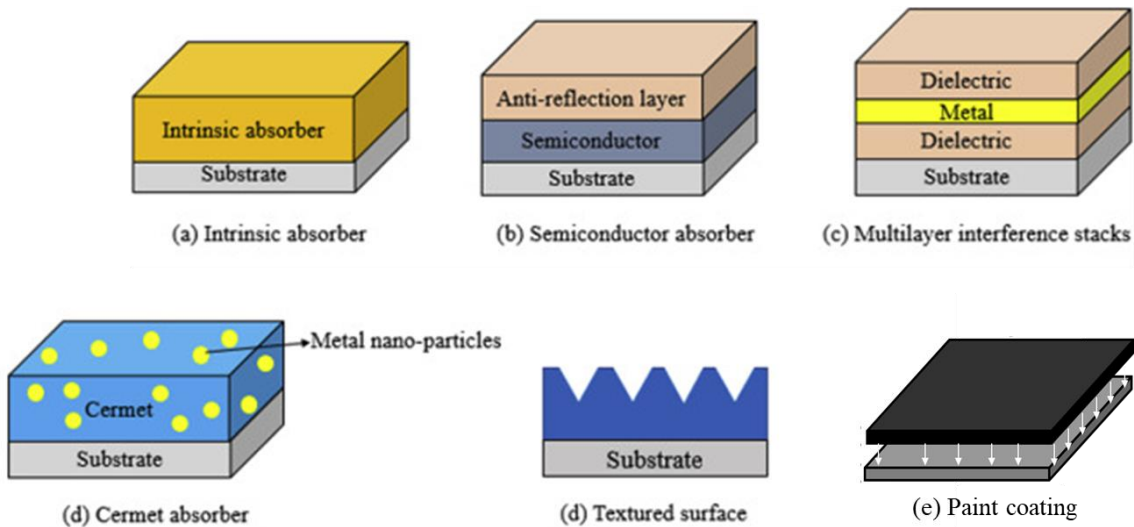 Intrinsic absorber
Substrate
(a) Intrinsic absorber
Anti-reflection layer
Semiconductor
Substrate
(b) Semiconductor absorber
Dielectric
Metal
Dielectric
Substrate
(c) Multilayer interference stacks
Metal nano-particles
Cermet
Substrate
(d) Cermet absorber
Substrate
(d) Textured surface
(e) Paint coating